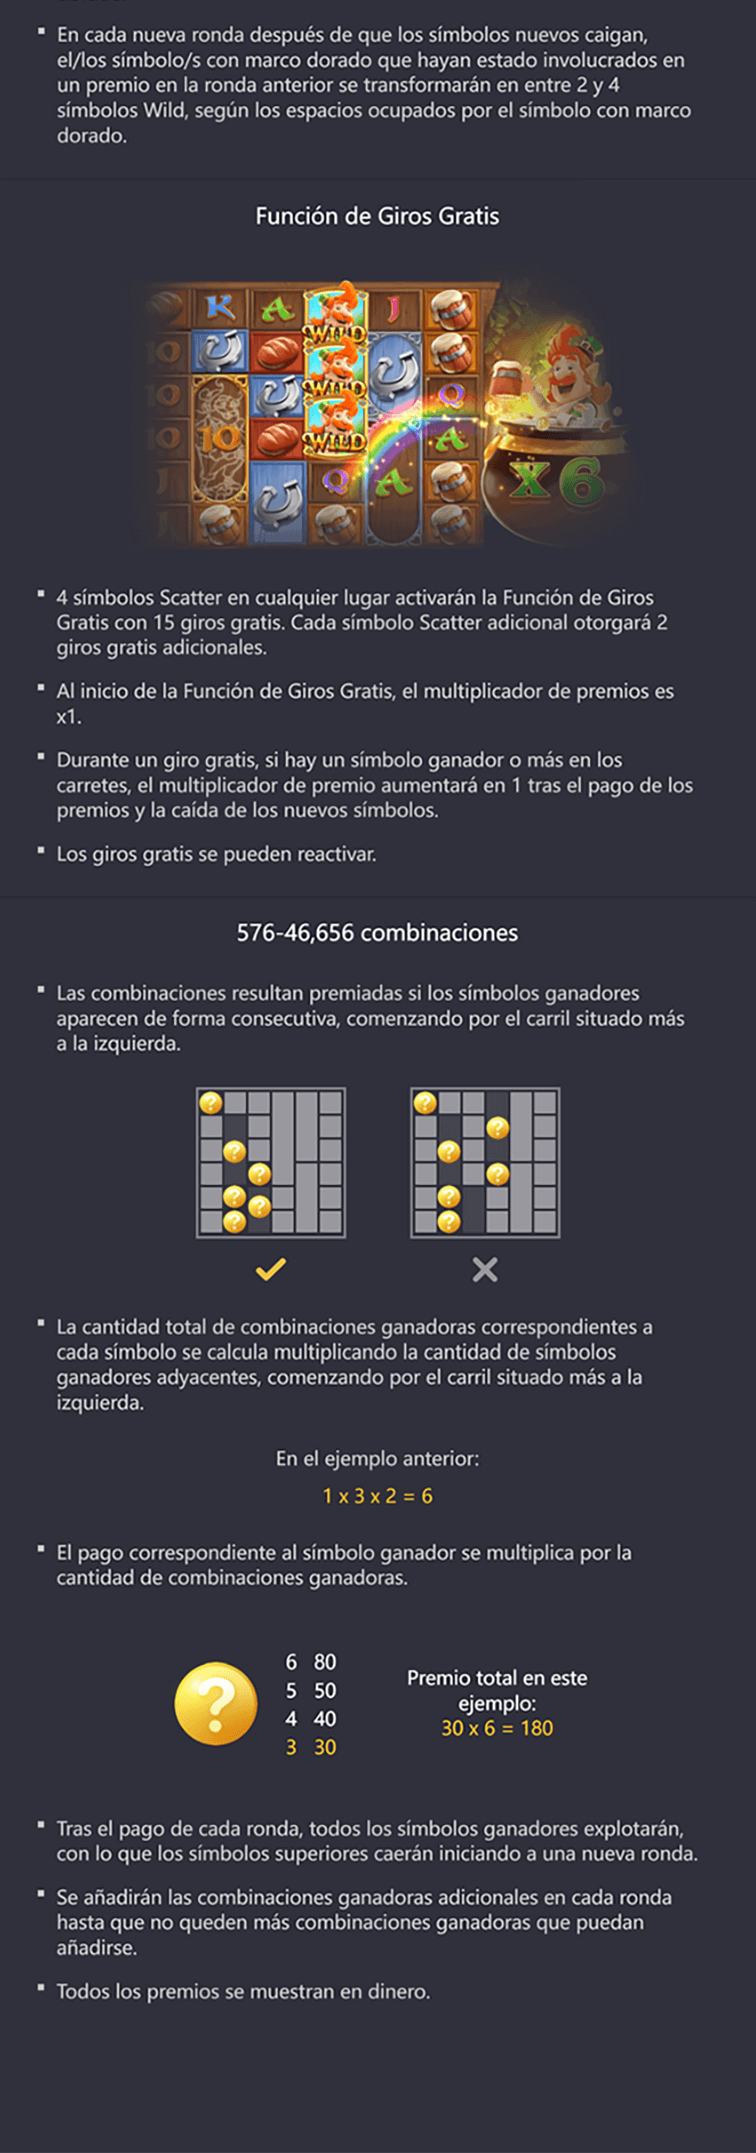 En cada nueva ronda después de que los símbolos nuevos caigan,
el/los símbolo/s con marco dorado que hayan estado involucrados en
un premio en la ronda anterior se transformarán en entre 2 y 4
símbolos Wild, según los espacios ocupados por el símbolo con marco
dorado.
Función de Giros Gratis
K A J
WILD
10
WILD
10 Q
10 10 WILD A
X6
J Q A
J
4 símbolos Scatter en cualquier lugar activarán la Función de Giros
Gratis con 15 giros gratis. Cada símbolo Scatter adicional otorgará 2
giros gratis adicionales.
Al inicio de la Función de Giros Gratis, el multiplicador de premios es
x1.
Durante un giro gratis, si hay un símbolo ganador o más en los
carretes, el multiplicador de premio aumentará en 1 tras el pago de los
premios y la caída de los nuevos símbolos.
Los giros gratis se pueden reactivar.
576-46,656 combinaciones
Las combinaciones resultan premiadas si los símbolos ganadores
aparecen de forma consecutiva, comenzando por el carril situado más
a la izquierda.
? ? ? ? ? ?
? ? ? ? ? ?
La cantidad total de combinaciones ganadoras correspondientes a
cada símbolo se calcula multiplicando la cantidad de símbolos
ganadores adyacentes, comenzando por el carril situado más a la
izquierda.
En el ejemplo anterior:
1 x 3 x 2 = 6
El pago correspondiente al símbolo ganador se multiplica por la
cantidad de combinaciones ganadoras.
?
6 80
5 50
4 40
3 30
Premio total en este
ejemplo:
30 x 6 = 180
Tras el pago de cada ronda, todos los símbolos ganadores explotarán,
con lo que los símbolos superiores caerán iniciando a una nueva ronda.
Se añadirán las combinaciones ganadoras adicionales en cada ronda
hasta que no queden más combinaciones ganadoras que puedan
añadirse.
Todos los premios se muestran en dinero.